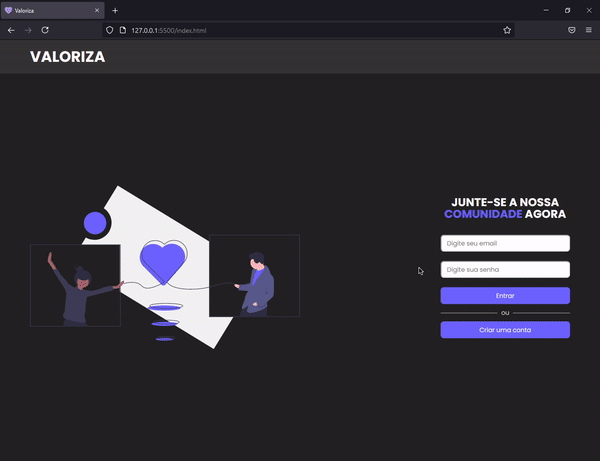 Valoriza
127.0.0.1:5500/index.html
VALORIZA
JUNTE-SE A NOSSA
COMUNIDADE AGORA
Digite seu email
Digite sua senha
Entrar
ou
Criar uma conta